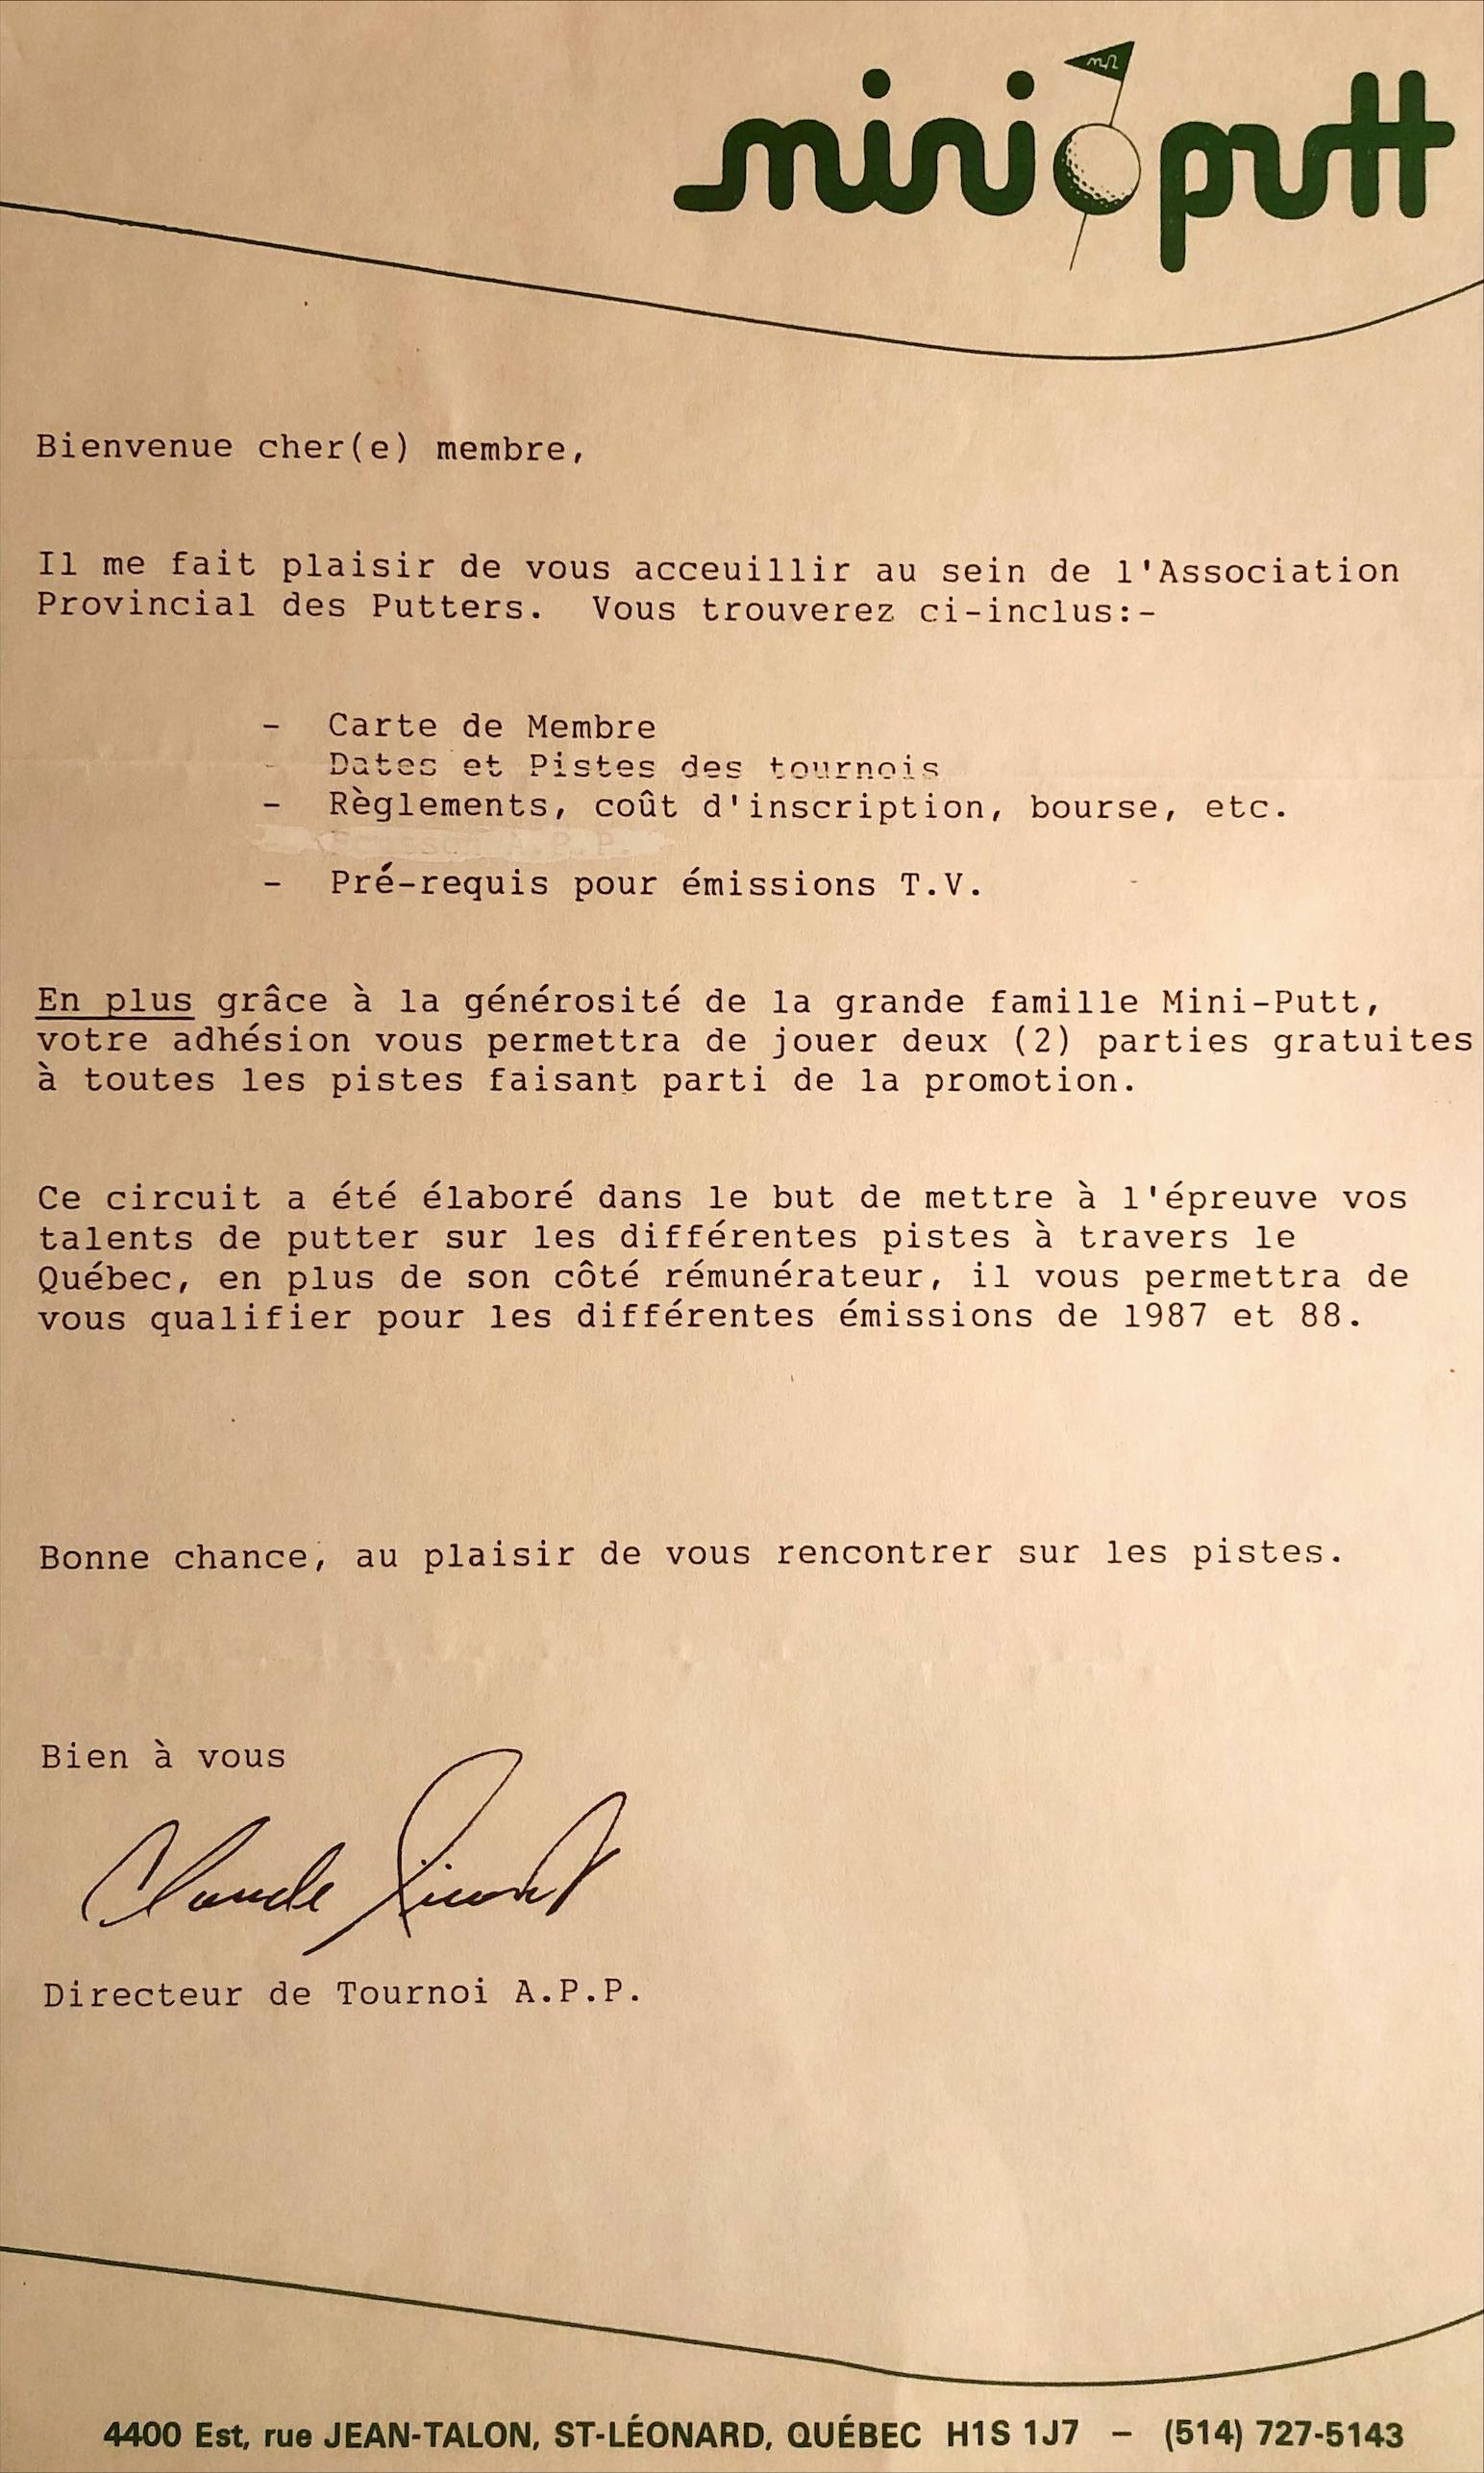 mini putt
Bienvenue cher(e) membre,
Il me fait plaisir de vous acceuillir au sein de l'Association
Provincial des Putters.  Vous trouverez ci-inclus:-
-  Carte de Membre
-  Dates et Pistes des tournois
-  Règlements, coût d'inscription, bourse, etc.
A.P.P.
-  Pré-requis pour émissions T.V.
En plus grâce à la générosité de la grande famille Mini-Putt,
votre adhésion vous permettra de jouer deux (2) parties gratuites
à toutes les pistes faisant parti de la promotion.
Ce circuit a été élaboré dans le but de mettre à l'épreuve vos
talents de putter sur les différentes pistes à travers le
Québec, en plus de son côté rémunérateur, il vous permettra de
vous qualifier pour les différentes émissions de 1987 et 88.
Bonne chance, au plaisir de vous rencontrer sur les pistes.
Bien à vous
Claude
Directeur de Tournoi A.P.P.
4400 Est, rue JEAN-TALON, ST-LÉONARD, QUÉBEC  H1S 1J7  –  (514) 727-5143